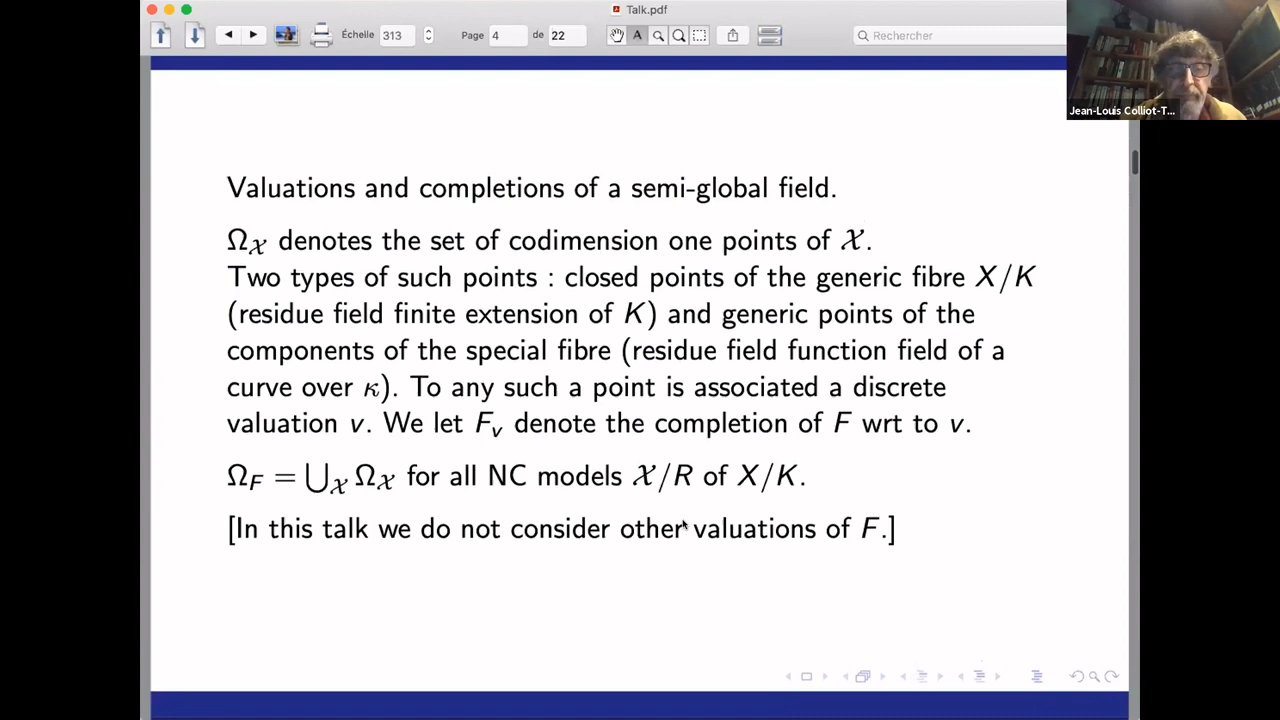 Talk.pdf
Échelle 313 Page 4 de 22 Rechercher
Jean-Louis Colliot-T...
Valuations and completions of a semi-global field.
Ω_𝒳 denotes the set of codimension one points of 𝒳.
Two types of such points : closed points of the generic fibre X/K
(residue field finite extension of K) and generic points of the
components of the special fibre (residue field function field of a
curve over κ). To any such a point is associated a discrete
valuation v. We let F_v denote the completion of F wrt to v.
Ω_F = ⋃_𝒳 Ω_𝒳 for all NC models 𝒳/R of X/K.
[In this talk we do not consider other valuations of F.]